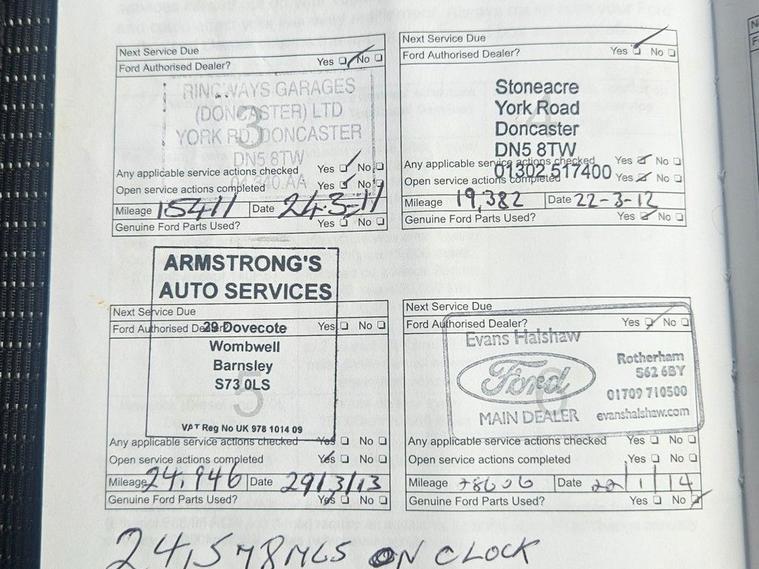 Next Service Due
Ford Authorised Dealer? Yes No
3
RINGWAYS GARAGES
(DONCASTER) LTD
YORK RD, DONCASTER
DN5 8TW
Any applicable service actions checked Yes No
Open service actions completed Yes No
Mileage 15411 Date 24-3-11
Genuine Ford Parts Used? Yes No
Next Service Due
Ford Authorised Dealer? Yes No
4
Stoneacre
York Road
Doncaster
DN5 8TW
Any applicable service actions checked Yes No
01302 517400
Open service actions completed Yes No
Mileage 19,382 Date 22-3-12
Genuine Ford Parts Used? Yes No
ARMSTRONG'S
AUTO SERVICES
Next Service Due
Ford Authorised Dealer? Yes No
29 Dovecote
Wombwell
Barnsley
S73 0LS
5
VAT Reg No UK 978 1014 09
Any applicable service actions checked Yes No
Open service actions completed Yes No
Mileage 24,946 Date 29/3/13
Genuine Ford Parts Used? Yes No
Next Service Due
Ford Authorised Dealer? Yes No
Evans Halshaw
Ford
MAIN DEALER
Rotherham
S62 6BY
01709 710500
evanshalshaw.com
6
Any applicable service actions checked Yes No
Open service actions completed Yes No
Mileage Date 22/1/14
Genuine Ford Parts Used? Yes No
24,578 MLS ON CLOCK